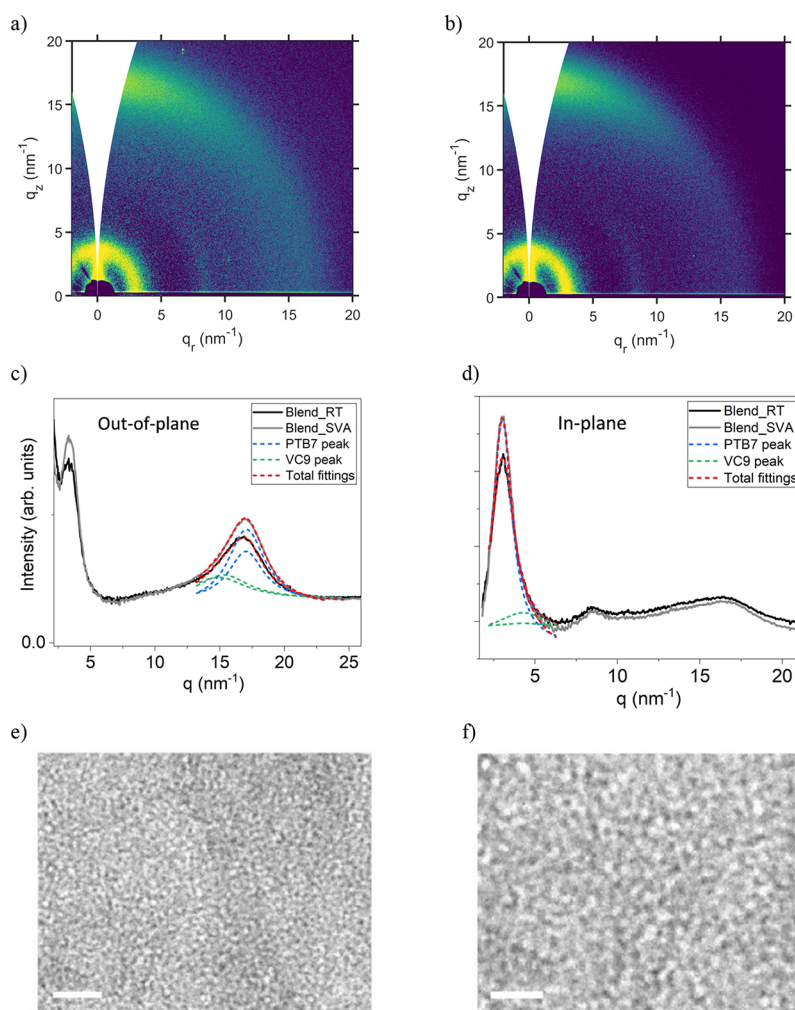 a)
b)
20
15
10
5
0
q_z (nm⁻¹)
0 5 10 15 20
q_r (nm⁻¹)
20
15
10
5
0
q_z (nm⁻¹)
0 5 10 15 20
q_r (nm⁻¹)
c)
d)
Out-of-plane
Blend_RT
Blend_SVA
PTB7 peak
VC9 peak
Total fittings
Intensity (arb. units)
0.0
5 10 15 20 25
q (nm⁻¹)
In-plane
Blend_RT
Blend_SVA
PTB7 peak
VC9 peak
Total fittings
5 10 15 20
q (nm⁻¹)
e)
f)